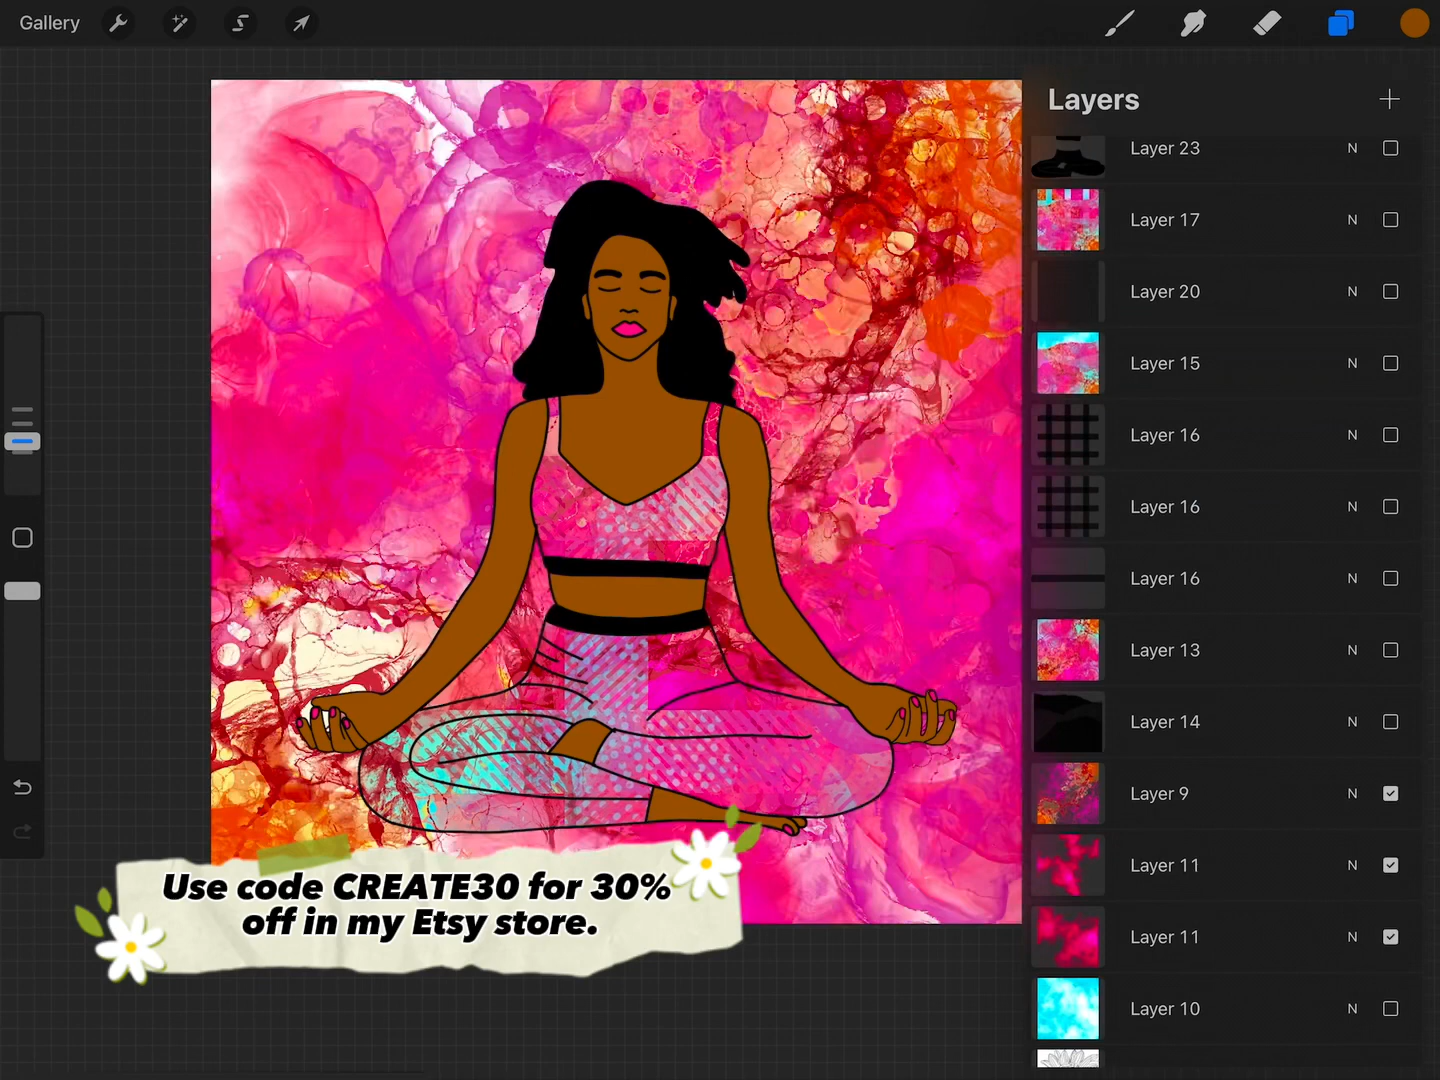 Gallery
Layers
Layer 23 N
Layer 17 N
Layer 20 N
Layer 15 N
Layer 16 N
Layer 16 N
Layer 16 N
Layer 13 N
Layer 14 N
Layer 9 N
Layer 11 N
Layer 11 N
Layer 10 N
Use code CREATE30 for 30%
off in my Etsy store.